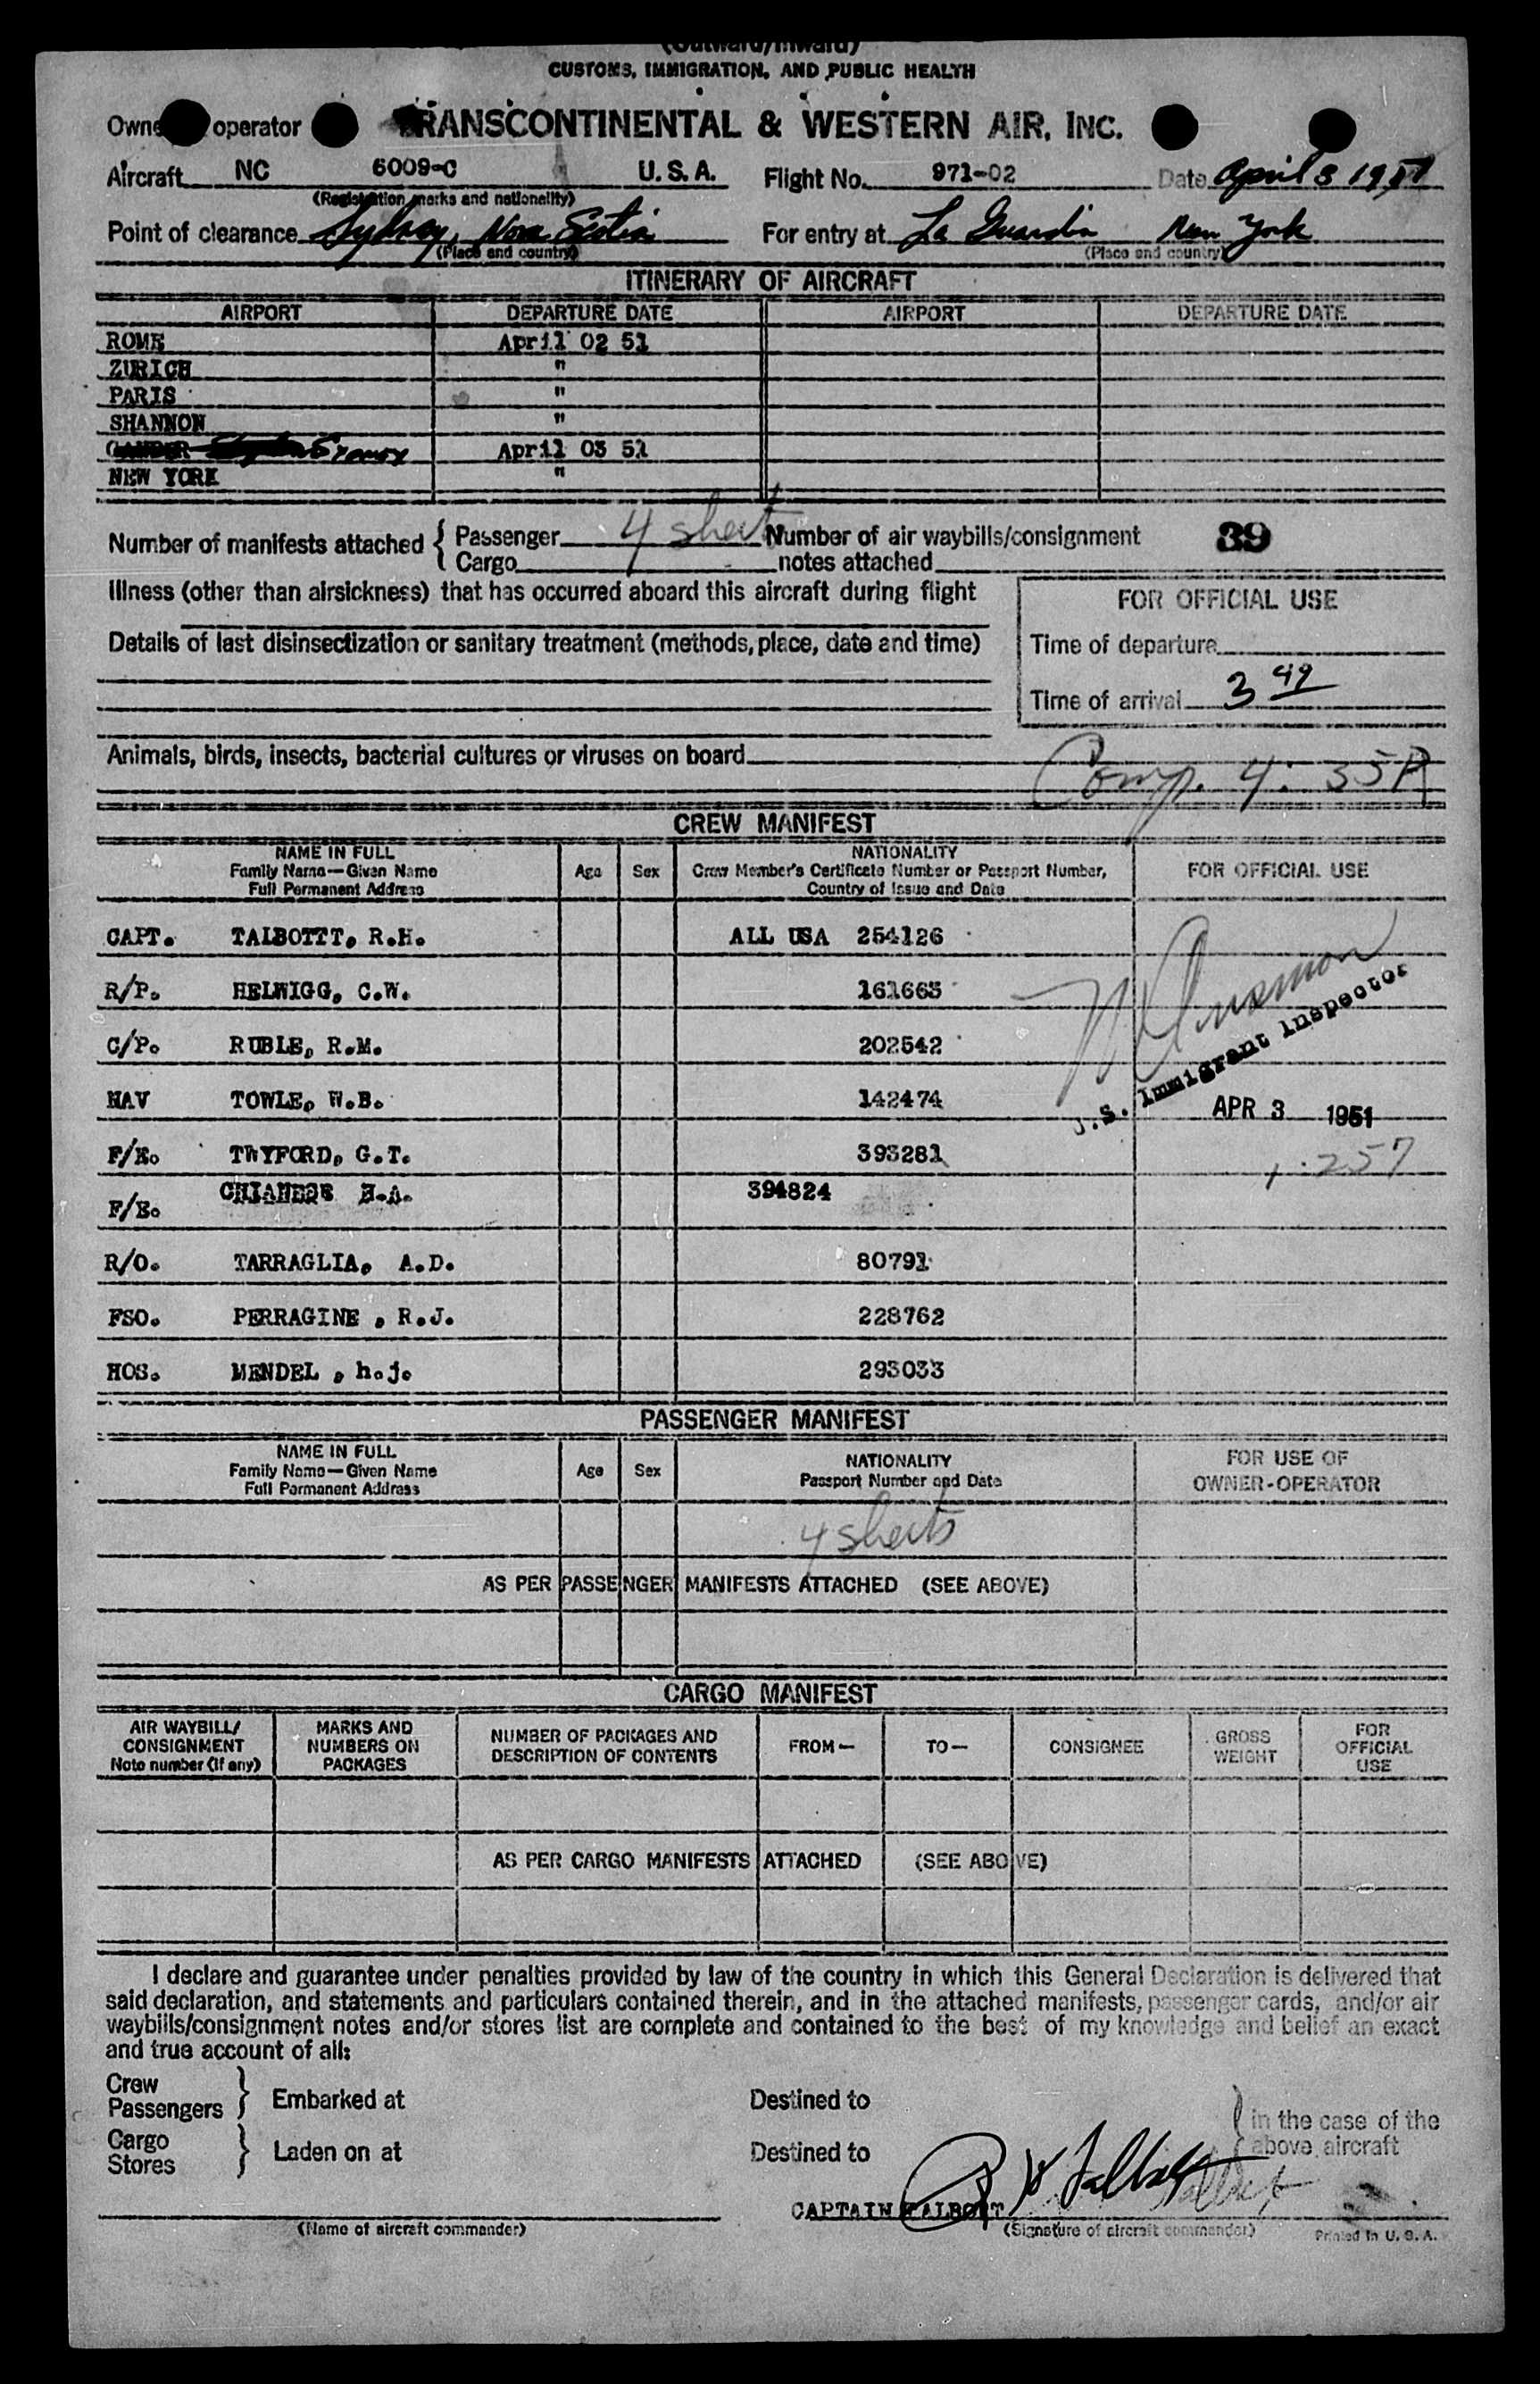 (Outward/Inward)
CUSTOMS, IMMIGRATION, AND PUBLIC HEALTH
operator TRANSCONTINENTAL & WESTERN AIR, INC.
Aircraft NC 6009-C U.S.A. Flight No. 971-02 Date April 3 1951
(Registration marks and nationality)
Point of clearance Sydney, Nova Scotia For entry at La Guardia New York
(Place and country) (Place and country)
ITINERARY OF AIRCRAFT
AIRPORT DEPARTURE DATE AIRPORT DEPARTURE DATE
ROME April 02 51
ZURICH "
PARIS "
SHANNON "
Sydney April 03 51
NEW YORK "
Number of manifests attached { Passenger 4 sheets Number of air waybills/consignment 39
Cargo notes attached
Illness (other than airsickness) that has occurred aboard this aircraft during flight
FOR OFFICIAL USE
Details of last disinsectization or sanitary treatment (methods, place, date and time)
Time of departure
Time of arrival 3 49
Animals, birds, insects, bacterial cultures or viruses on board
Comp. 4:35P
CREW MANIFEST
NAME IN FULL
Family Name—Given Name
Full Permanent Address
Age Sex
NATIONALITY
Crew Member's Certificate Number or Passport Number,
Country of Issue and Date
FOR OFFICIAL USE
CAPT. TALBOTTT, R.H. ALL USA 254126
R/P. HELWIGG, C.W. 161665
C/P. RUBLE, R.M. 202542
NAV TOWLE, W.B. 142474
U.S. Immigrant Inspector
APR 3 1951
F/E. TWYFORD, G.T. 393281
257
F/E. CHIANESE 394824
R/O. TARRAGLIA, A.D. 80791
FSO. PERRAGINE , R.J. 228762
HOS. MENDEL , h.j. 293033
PASSENGER MANIFEST
NAME IN FULL
Family Name—Given Name
Full Permanent Address
Age Sex
NATIONALITY
Passport Number and Date
FOR USE OF
OWNER-OPERATOR
4 sheets
AS PER PASSENGER MANIFESTS ATTACHED (SEE ABOVE)
CARGO MANIFEST
AIR WAYBILL/
CONSIGNMENT
Note number (if any)
MARKS AND
NUMBERS ON
PACKAGES
NUMBER OF PACKAGES AND
DESCRIPTION OF CONTENTS
FROM— TO— CONSIGNEE
GROSS
WEIGHT
FOR
OFFICIAL
USE
AS PER CARGO MANIFESTS ATTACHED (SEE ABOVE)
I declare and guarantee under penalties provided by law of the country in which this General Declaration is delivered that
said declaration, and statements and particulars contained therein, and in the attached manifests, passenger cards, and/or air
waybills/consignment notes and/or stores list are complete and contained to the best of my knowledge and belief an exact
and true account of all:
Crew
Passengers } Embarked at Destined to
Cargo
Stores } Laden on at Destined to
} in the case of the
above aircraft
CAPTAIN TALBOTT R H Talbott
(Name of aircraft commander) (Signature of aircraft commander) Printed in U. S. A.